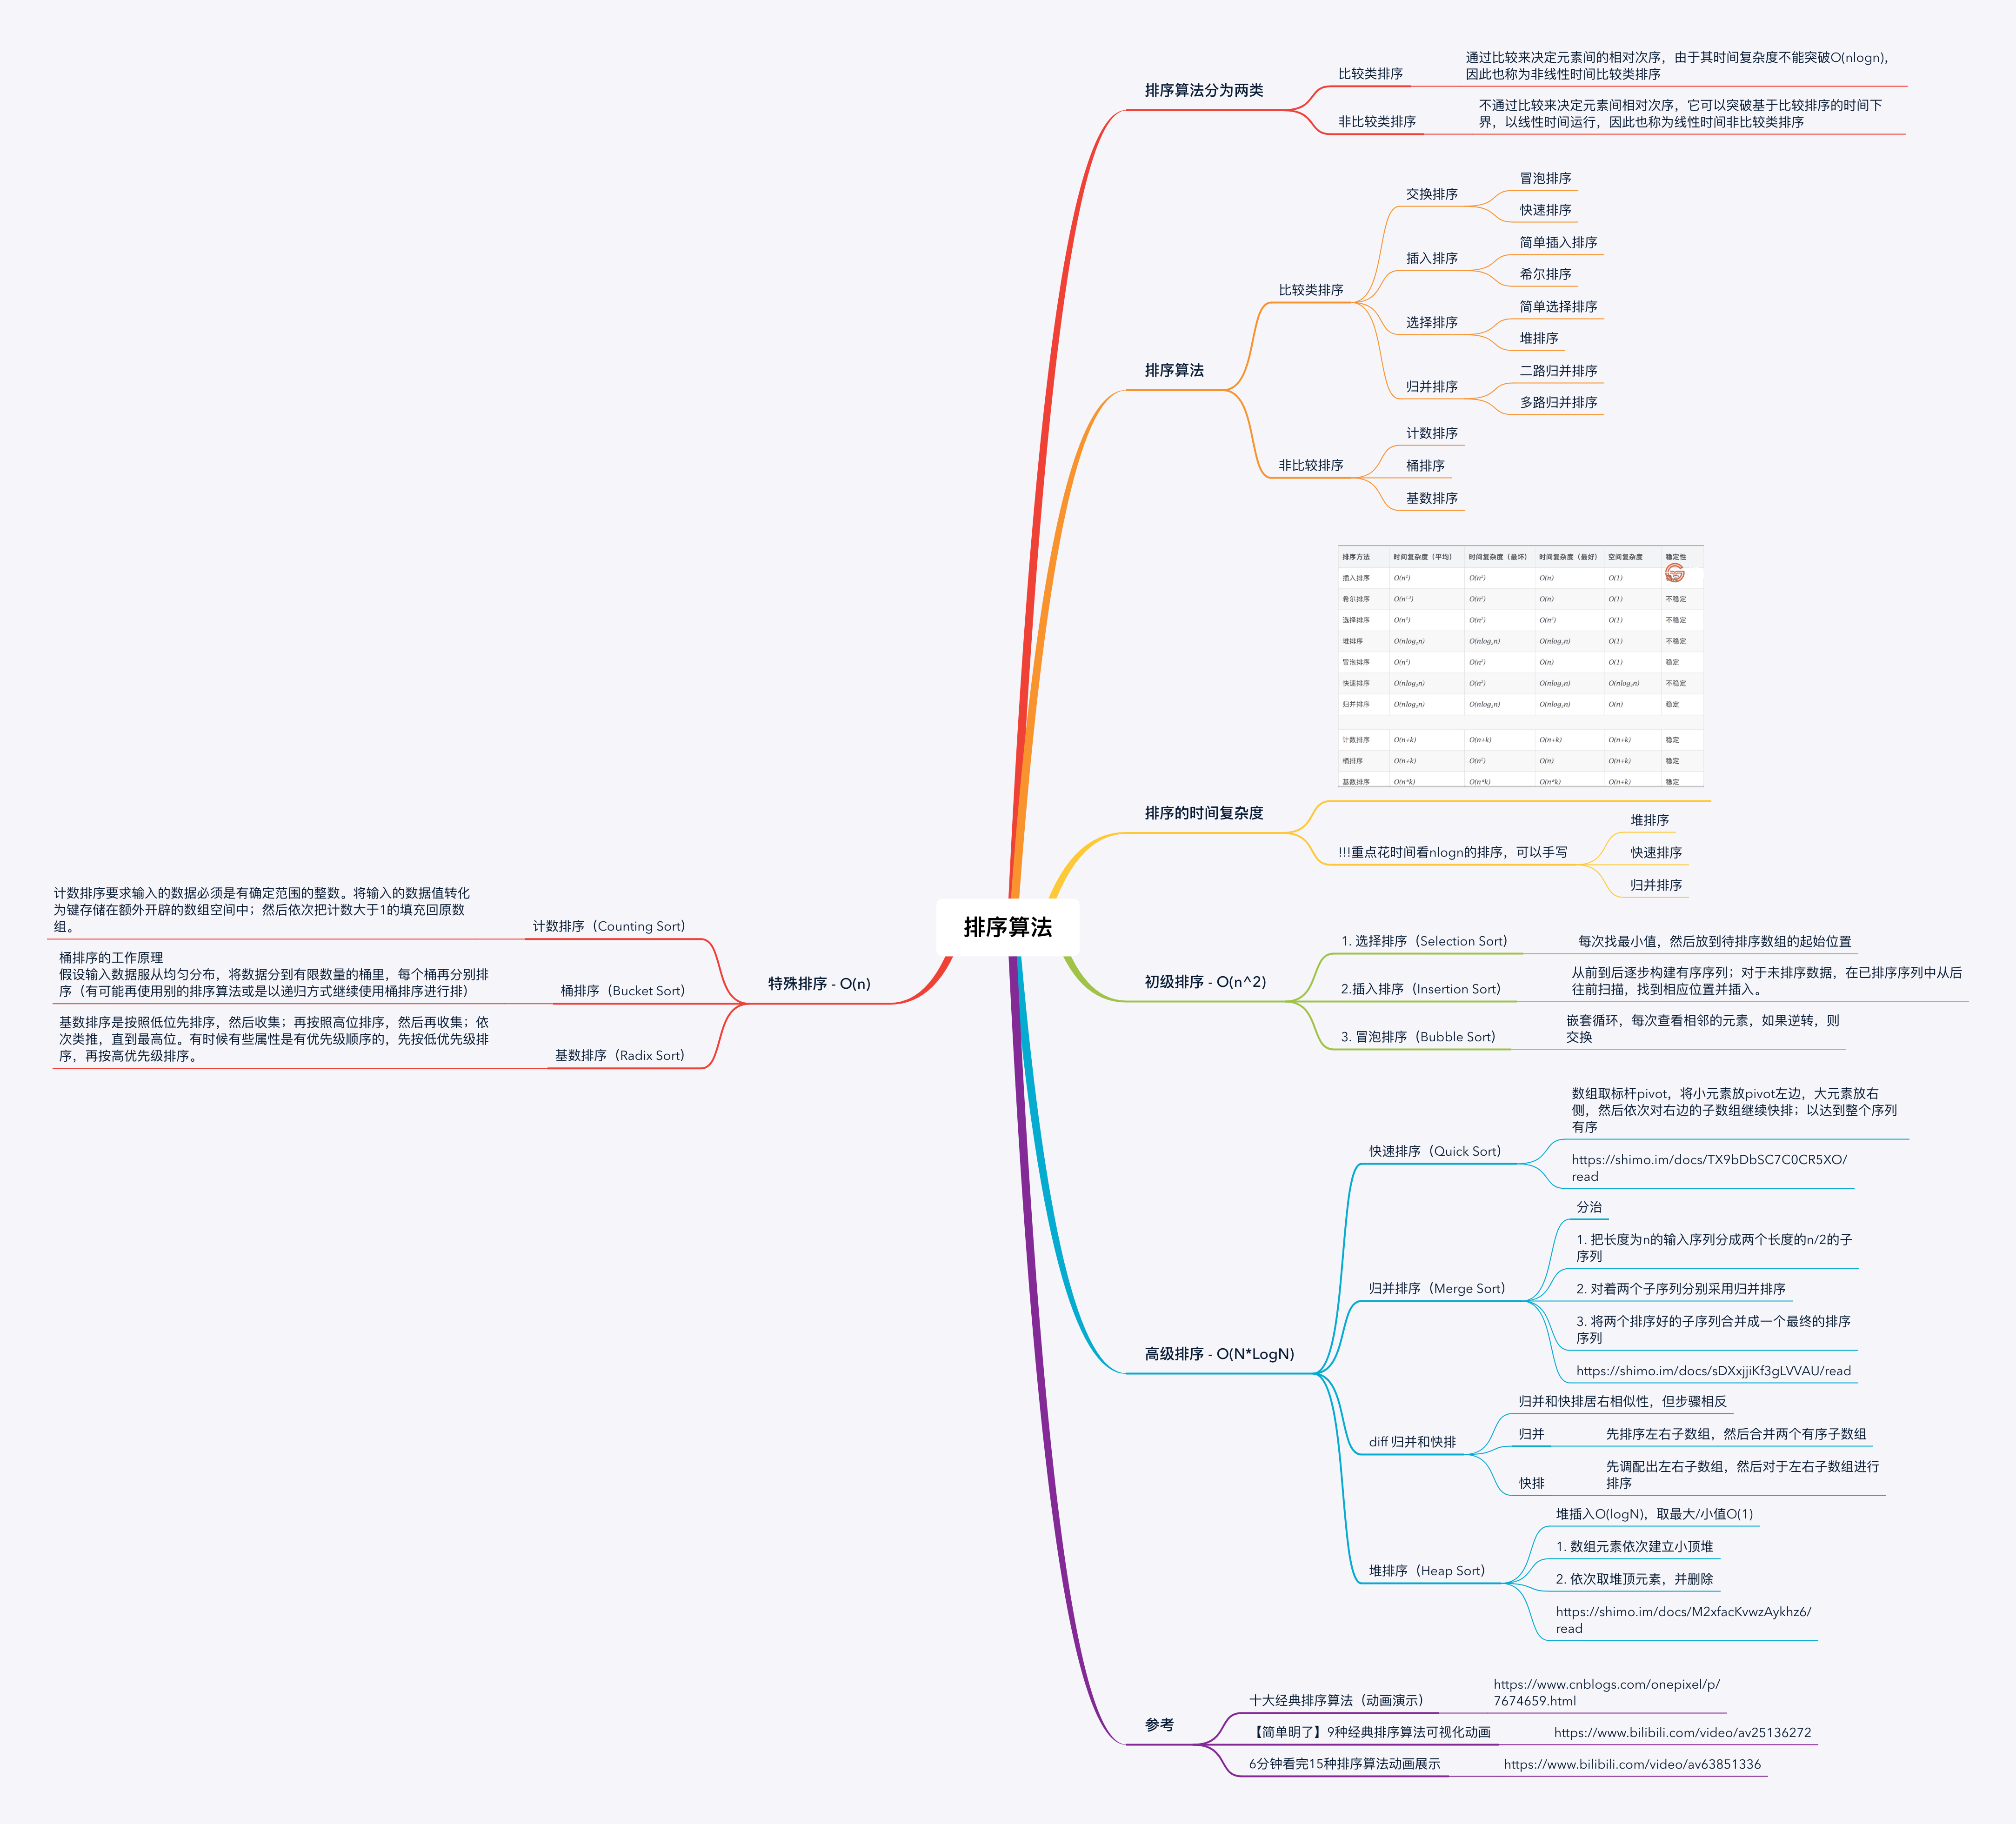 排序算法
排序算法分为两类
比较类排序
通过比较来决定元素间的相对次序，由于其时间复杂度不能突破O(nlogn)，
因此也称为非线性时间比较类排序
非比较类排序
不通过比较来决定元素间相对次序，它可以突破基于比较排序的时间下
界，以线性时间运行，因此也称为线性时间非比较类排序
排序算法
比较类排序
交换排序
冒泡排序
快速排序
插入排序
简单插入排序
希尔排序
选择排序
简单选择排序
堆排序
归并排序
二路归并排序
多路归并排序
非比较排序
计数排序
桶排序
基数排序
排序的时间复杂度
排序方法 时间复杂度（平均） 时间复杂度（最坏） 时间复杂度（最好） 空间复杂度 稳定性
插入排序 O(n²) O(n²) O(n) O(1)
希尔排序 O(n²) O(n) O(1) 不稳定
选择排序 O(n²) O(n²) O(n²) O(1) 不稳定
堆排序 O(nlog₂n) O(nlog₂n) O(nlog₂n) O(1) 不稳定
冒泡排序 O(n²) O(n²) O(n) O(1) 稳定
快速排序 O(nlog₂n) O(n²) O(nlog₂n) O(nlog₂n) 不稳定
归并排序 O(nlog₂n) O(nlog₂n) O(nlog₂n) O(n) 稳定
计数排序 O(n+k) O(n+k) O(n+k) O(n+k) 稳定
桶排序 O(n+k) O(n²) O(n) O(n+k) 稳定
基数排序 O(n*k) O(n*k) O(n*k) O(n+k) 稳定
!!!重点花时间看nlogn的排序，可以手写
堆排序
快速排序
归并排序
初级排序 - O(n^2)
1. 选择排序（Selection Sort）
每次找最小值，然后放到待排序数组的起始位置
2.插入排序（Insertion Sort）
从前到后逐步构建有序序列；对于未排序数据，在已排序序列中从后
往前扫描，找到相应位置并插入。
3. 冒泡排序（Bubble Sort）
嵌套循环，每次查看相邻的元素，如果逆转，则
交换
高级排序 - O(N*LogN)
快速排序（Quick Sort）
数组取标杆pivot，将小元素放pivot左边，大元素放右
侧，然后依次对右边的子数组继续快排；以达到整个序列
有序
https://shimo.im/docs/TX9bDbSC7C0CR5XO/
read
归并排序（Merge Sort）
分治
1. 把长度为n的输入序列分成两个长度的n/2的子
序列
2. 对着两个子序列分别采用归并排序
3. 将两个排序好的子序列合并成一个最终的排序
序列
https://shimo.im/docs/sDXxjjiKf3gLVVAU/read
diff 归并和快排
归并和快排居右相似性，但步骤相反
归并
先排序左右子数组，然后合并两个有序子数组
快排
先调配出左右子数组，然后对于左右子数组进行
排序
堆排序（Heap Sort）
堆插入O(logN)，取最大/小值O(1)
1. 数组元素依次建立小顶堆
2. 依次取堆顶元素，并删除
https://shimo.im/docs/M2xfacKvwzAykhz6/
read
参考
十大经典排序算法（动画演示）
https://www.cnblogs.com/onepixel/p/
7674659.html
【简单明了】9种经典排序算法可视化动画
https://www.bilibili.com/video/av25136272
6分钟看完15种排序算法动画展示
https://www.bilibili.com/video/av63851336
特殊排序 - O(n)
计数排序（Counting Sort）
计数排序要求输入的数据必须是有确定范围的整数。将输入的数据值转化
为键存储在额外开辟的数组空间中；然后依次把计数大于1的填充回原数
组。
桶排序（Bucket Sort）
桶排序的工作原理
假设输入数据服从均匀分布，将数据分到有限数量的桶里，每个桶再分别排
序（有可能再使用别的排序算法或是以递归方式继续使用桶排序进行排）
基数排序（Radix Sort）
基数排序是按照低位先排序，然后收集；再按照高位排序，然后再收集；依
次类推，直到最高位。有时候有些属性是有优先级顺序的，先按低优先级排
序，再按高优先级排序。